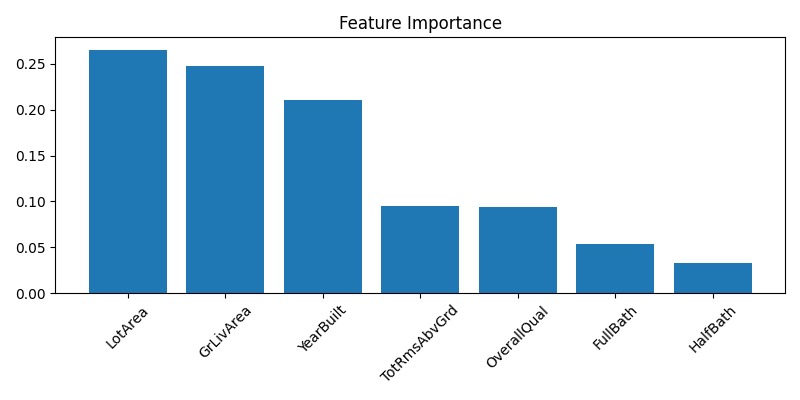 Feature Importance
0.25
0.20
0.15
0.10
0.05
0.00
LotArea
GrLivArea
YearBuilt
TotRmsAbvGrd
OverallQual
FullBath
HalfBath